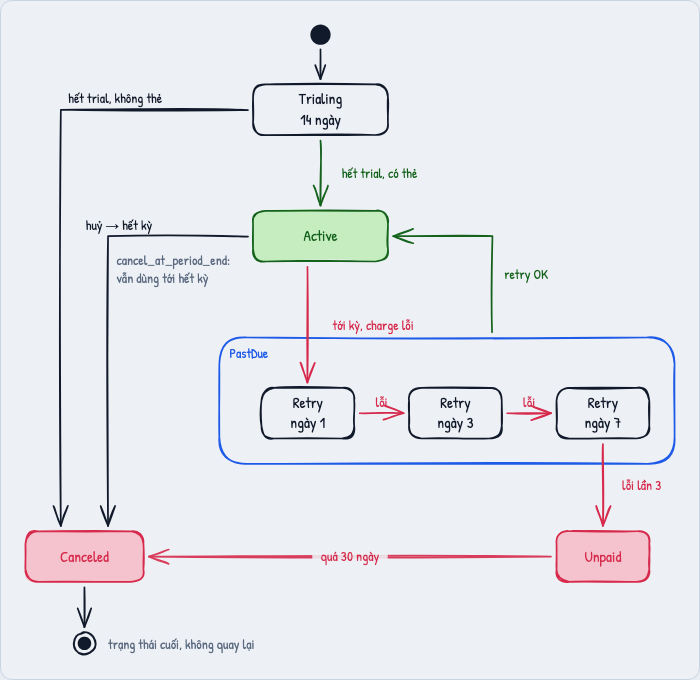 Trialing
14 ngày
hết trial, không thẻ
hết trial, có thẻ
huỷ → hết kỳ
Active
cancel_at_period_end:
vẫn dùng tới hết kỳ
retry OK
tới kỳ, charge lỗi
PastDue
Retry
ngày 1
lỗi
Retry
ngày 3
lỗi
Retry
ngày 7
lỗi lần 3
Canceled
quá 30 ngày
Unpaid
trạng thái cuối, không quay lại